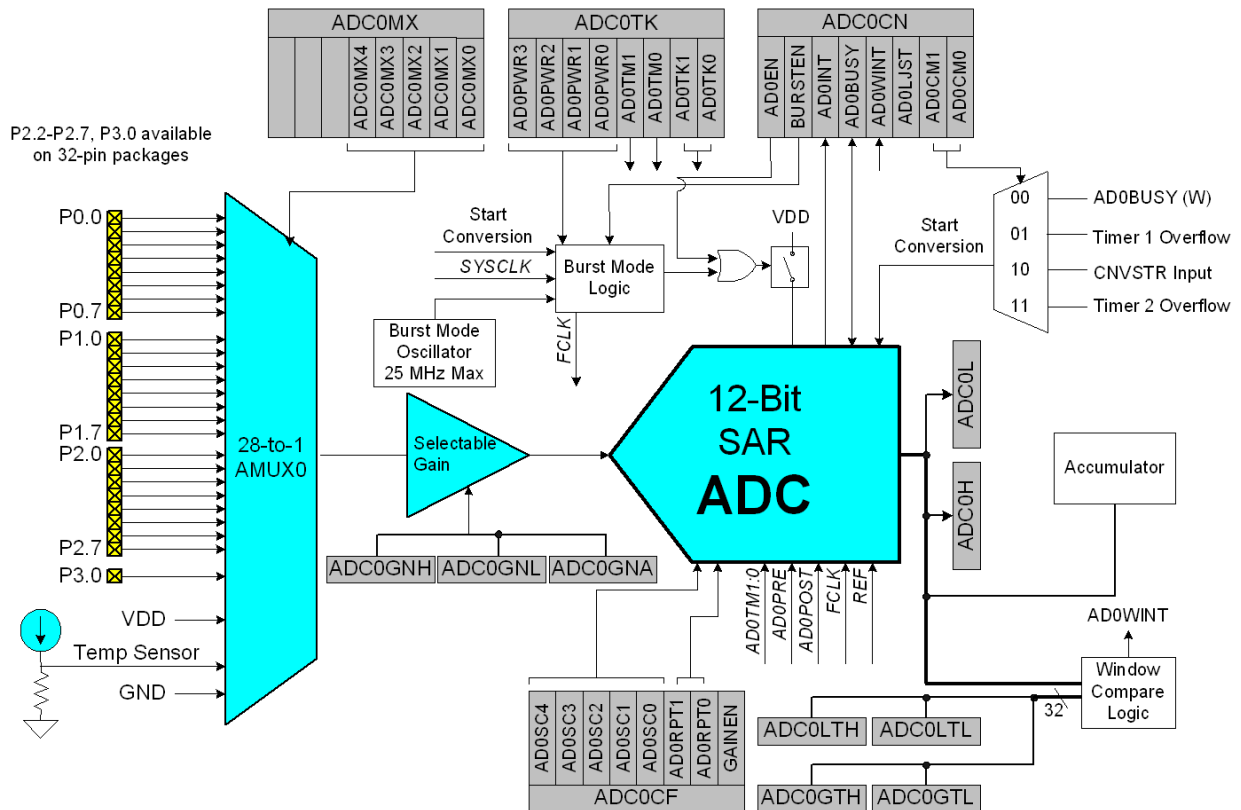 ADC0MX
ADC0MX4
ADC0MX3
ADC0MX2
ADC0MX1
ADC0MX0
ADC0TK
AD0PWR3
AD0PWR2
AD0PWR1
AD0PWR0
AD0TM1
AD0TM0
AD0TK1
AD0TK0
ADC0CN
AD0EN
BURSTEN
AD0INT
AD0BUSY
AD0WINT
AD0LJST
AD0CM1
AD0CM0
P2.2-P2.7, P3.0 available
on 32-pin packages
P0.0
P0.7
P1.0
P1.7
P2.0
P2.7
P3.0
VDD
Temp Sensor
GND
28-to-1
AMUX0
Start
Conversion
SYSCLK
Burst Mode
Logic
Burst Mode
Oscillator
25 MHz Max
FCLK
VDD
Start
Conversion
00
01
10
11
AD0BUSY (W)
Timer 1 Overflow
CNVSTR Input
Timer 2 Overflow
Selectable
Gain
ADC0GNH
ADC0GNL
ADC0GNA
12-Bit
SAR
ADC
ADC0L
ADC0H
Accumulator
AD0TM1:0
AD0PRE
AD0POST
FCLK
REF
AD0WINT
Window
Compare
Logic
32
AD0SC4
AD0SC3
AD0SC2
AD0SC1
AD0SC0
AD0RPT1
AD0RPT0
GAINEN
ADC0CF
ADC0LTH
ADC0LTL
ADC0GTH
ADC0GTL